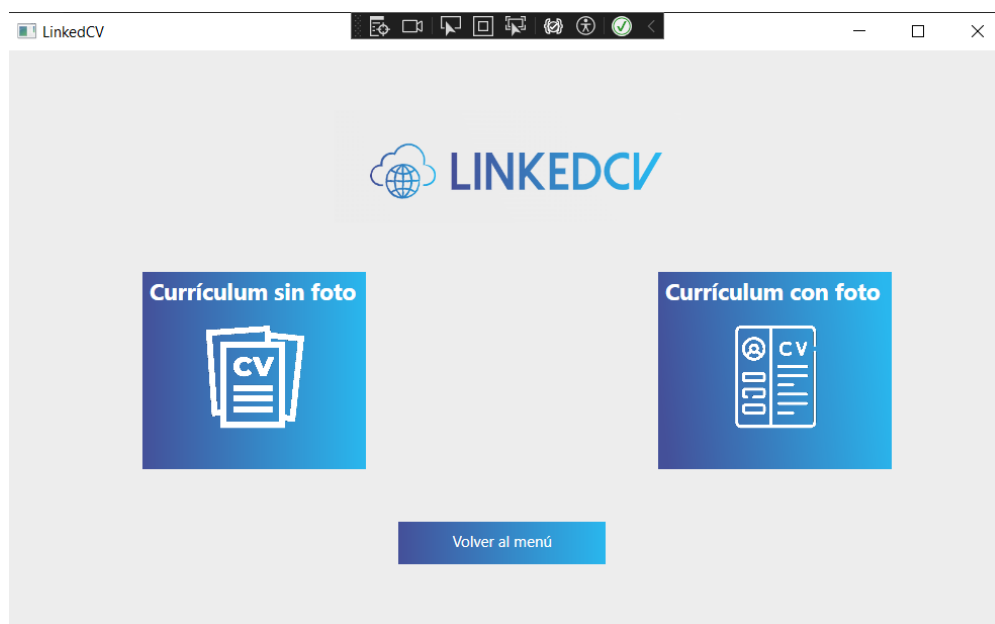 LinkedCV
LINKEDCV
Currículum sin foto
CV
Currículum con foto
CV
Volver al menú